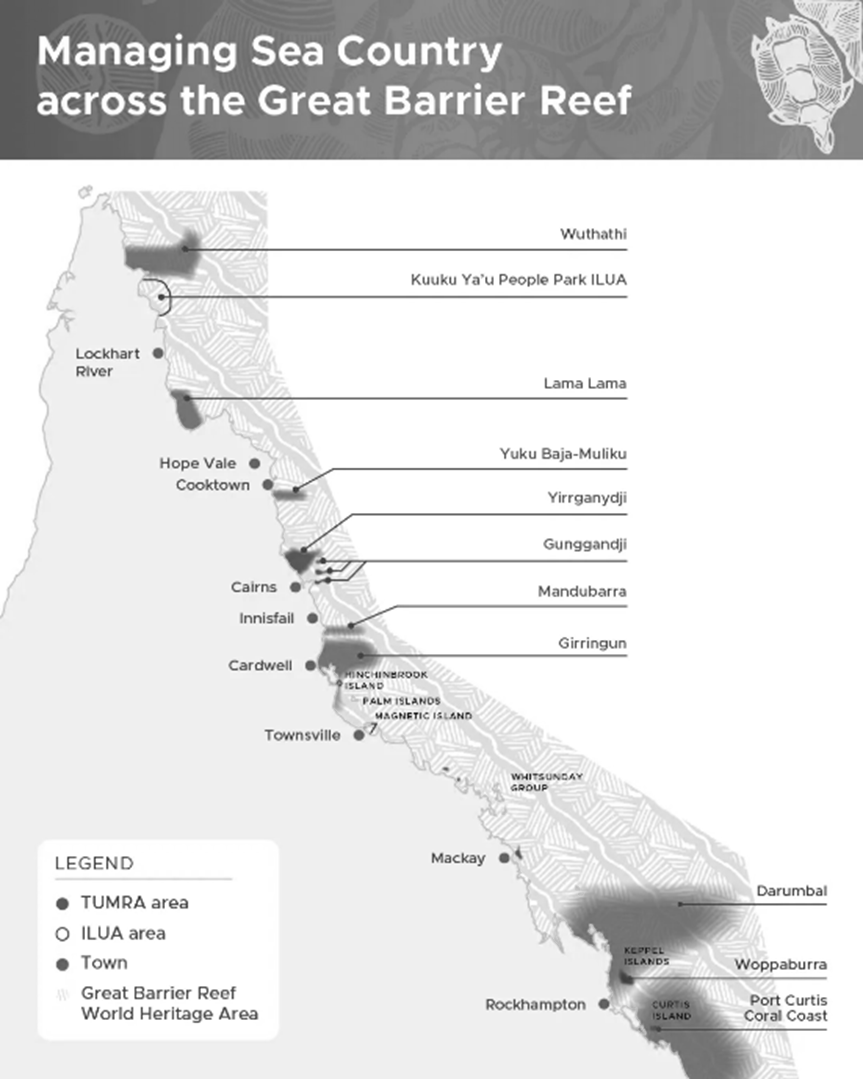 Managing Sea Country
across the Great Barrier Reef
Wuthathi
Kuuku Ya'u People Park ILUA
Lockhart
River
Lama Lama
Yuku Baja-Muliku
Hope Vale
Cooktown
Yirrganydji
Gunggandji
Cairns
Mandubarra
Innisfail
Girringun
Cardwell
HINCHINBROOK
ISLAND
PALM ISLANDS
MAGNETIC ISLAND
Townsville
WHITSUNDAY
GROUP
Mackay
Darumbal
KEPPEL
ISLANDS
Woppaburra
Rockhampton
CURTIS
ISLAND
Port Curtis
Coral Coast
LEGEND
TUMRA area
ILUA area
Town
Great Barrier Reef
World Heritage Area